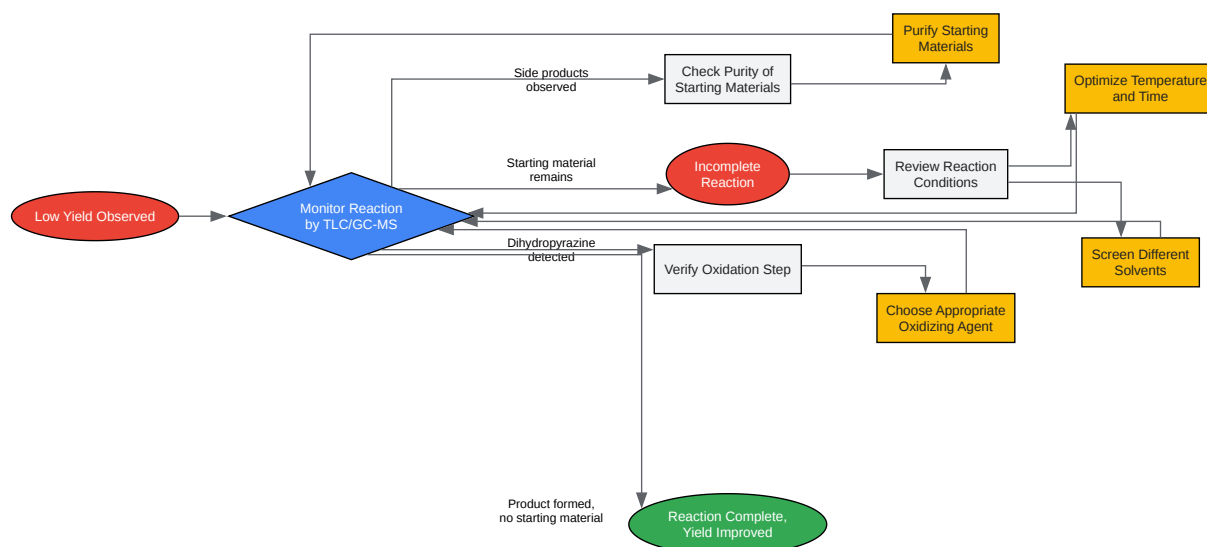 Purify Starting
Materials
Side products
observed
Check Purity of
Starting Materials
Optimize Temperature
and Time
Starting material
remains
Incomplete
Reaction
Review Reaction
Conditions
Low Yield Observed
Monitor Reaction
by TLC/GC-MS
Dihydropyrazine
detected
Verify Oxidation Step
Screen Different
Solvents
Choose Appropriate
Oxidizing Agent
Product formed,
no starting material
Reaction Complete,
Yield Improved